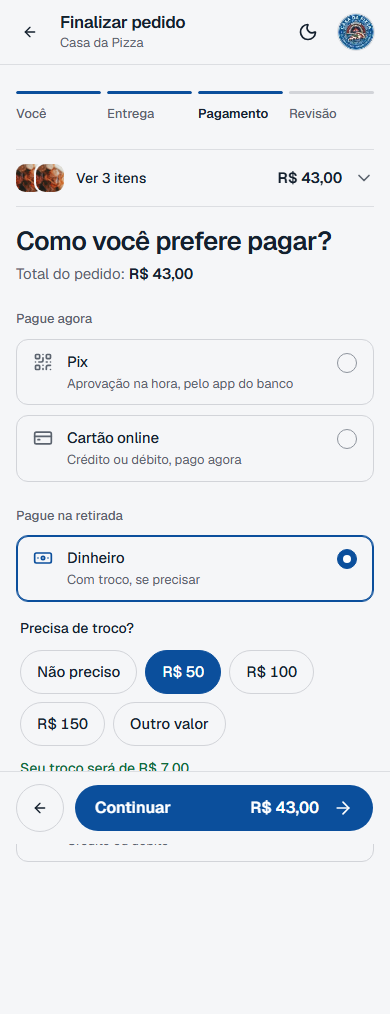 Finalizar pedido
Casa da Pizza
Você
Entrega
Pagamento
Revisão
Ver 3 itens
R$ 43,00
Como você prefere pagar?
Total do pedido: R$ 43,00
Pague agora
Pix
Aprovação na hora, pelo app do banco
Cartão online
Crédito ou débito, pago agora
Pague na retirada
Dinheiro
Com troco, se precisar
Precisa de troco?
Não preciso
R$ 50
R$ 100
R$ 150
Outro valor
Seu troco será de R$ 7,00
Continuar
R$ 43,00